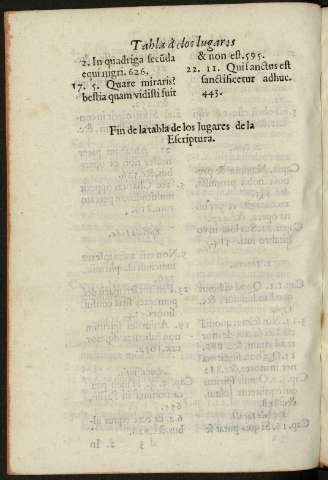 Tabla d̃ los lugares
2. In quadriga secũda
equi nigri. 626.
17. 5. Quare miraris?
bestia quam vidisti fuit
& non est. 595.
22. 11. Qui sanctus est
sanctificetur adhuc.
443.
Fin de la tabla de los lugares de la
Escriptura.